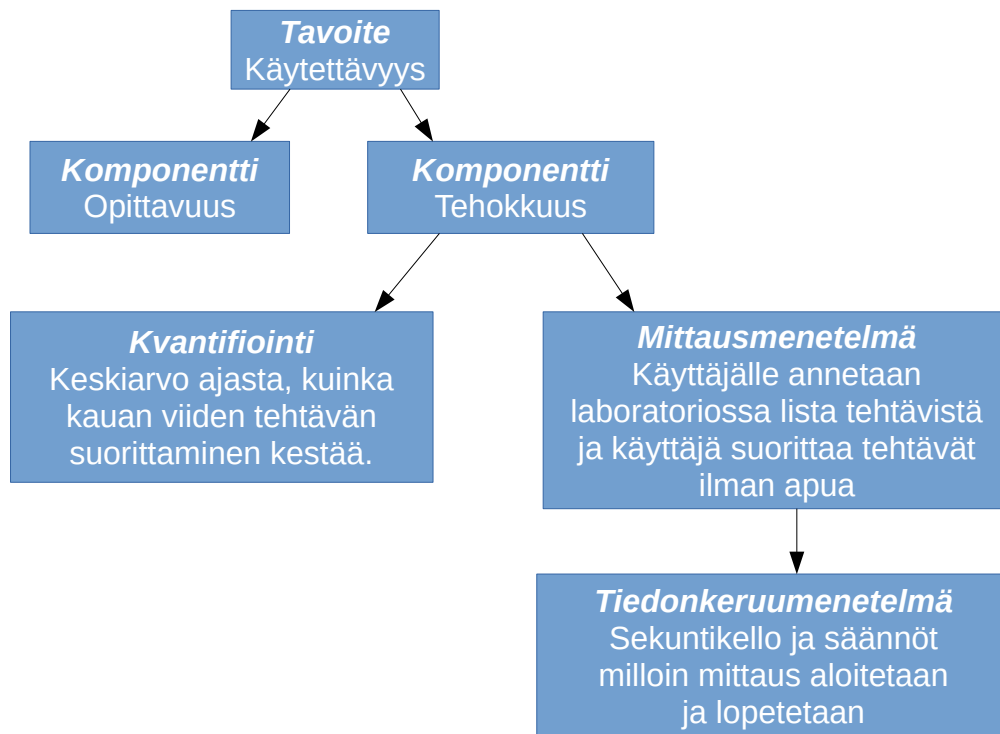 Tavoite
Käytettävyys
Komponentti
Opittavuus
Komponentti
Tehokkuus
Kvantifiointi
Keskiarvo ajasta, kuinka
kauan viiden tehtävän
suorittaminen kestää.
Mittausmenetelmä
Käyttäjälle annetaan
laboratoriossa lista tehtävistä
ja käyttäjä suorittaa tehtävät
ilman apua
Tiedonkeruumenetelmä
Sekuntikello ja säännöt
milloin mittaus aloitetaan
ja lopetetaan